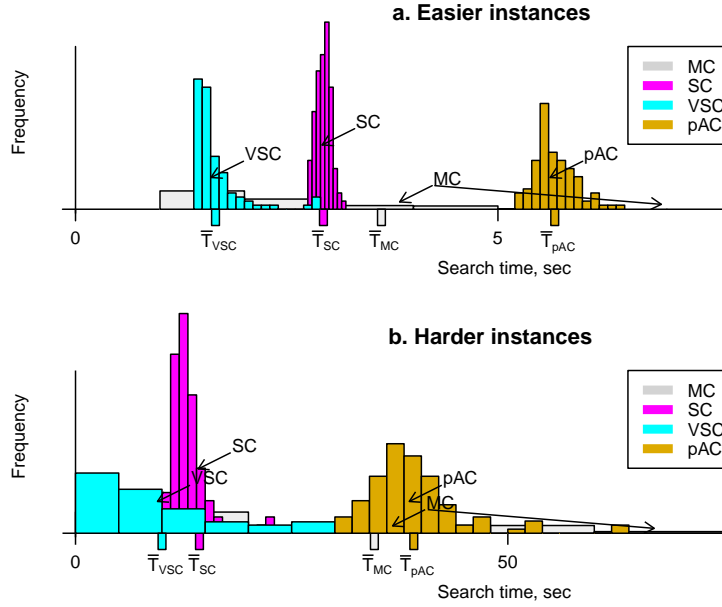 a. Easier instances
Frequency
MC
SC
VSC
pAC
SC
VSC
pAC
MC
0
5
T̿VSC
T̿SC
T̿MC
T̿pAC
Search time, sec
b. Harder instances
Frequency
MC
SC
VSC
pAC
SC
VSC
pAC
MC
0
50
T̿VSC
T̿SC
T̿MC
T̿pAC
Search time, sec